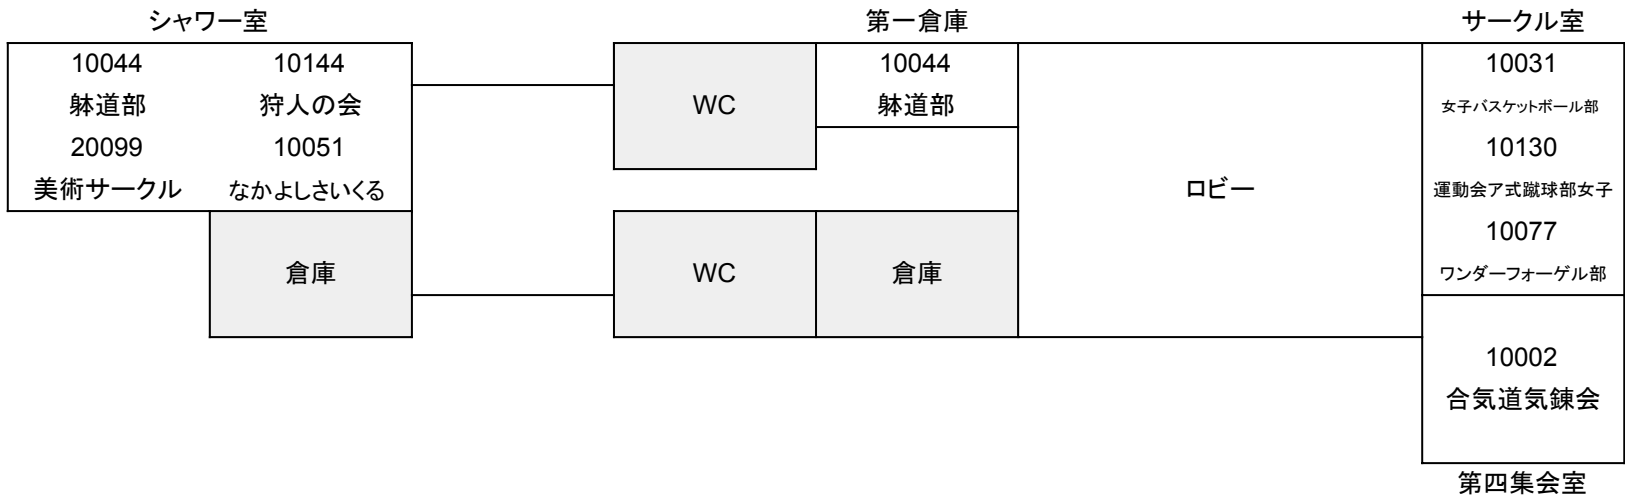 シャワー室
第一倉庫
サークル室
10044
10144
躰道部
狩人の会
20099
10051
美術サークル
なかよしさいくる
倉庫
WC
10044
躰道部
WC
倉庫
ロビー
10031
女子バスケットボール部
10130
運動会ア式蹴球部女子
10077
ワンダーフォーゲル部
10002
合気道気錬会
第四集会室